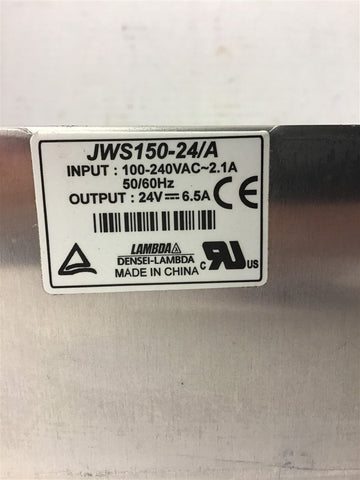 JWS150-24/A
INPUT : 100-240VAC~2.1A
50/60Hz
OUTPUT : 24V⎓ 6.5A
CE
LAMBDA
DENSEI-LAMBDA
MADE IN CHINA
c RU US